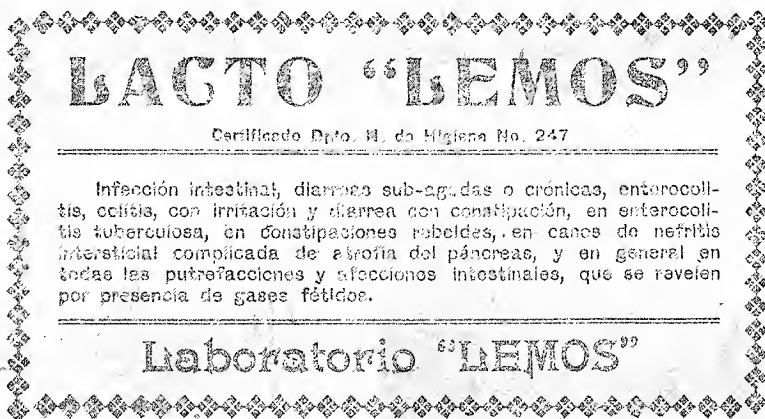 LACTO “LEMOS”
Certificado Dpto. N. de Higiene No. 247
Infección intestinal, diarreas sub-agudas o crónicas, enterocoli-
tis, colitis, con irritación y diarrea con constipación, en enterocoli-
tis tuberculosa, en constipaciones rebeldes, en casos de nefritis
intersticial complicada de atrofia del páncreas, y en general en
todas las putrefacciones y afecciones intestinales, que se revelen
por presencia de gases fétidos.
Laboratorio “LEMOS”